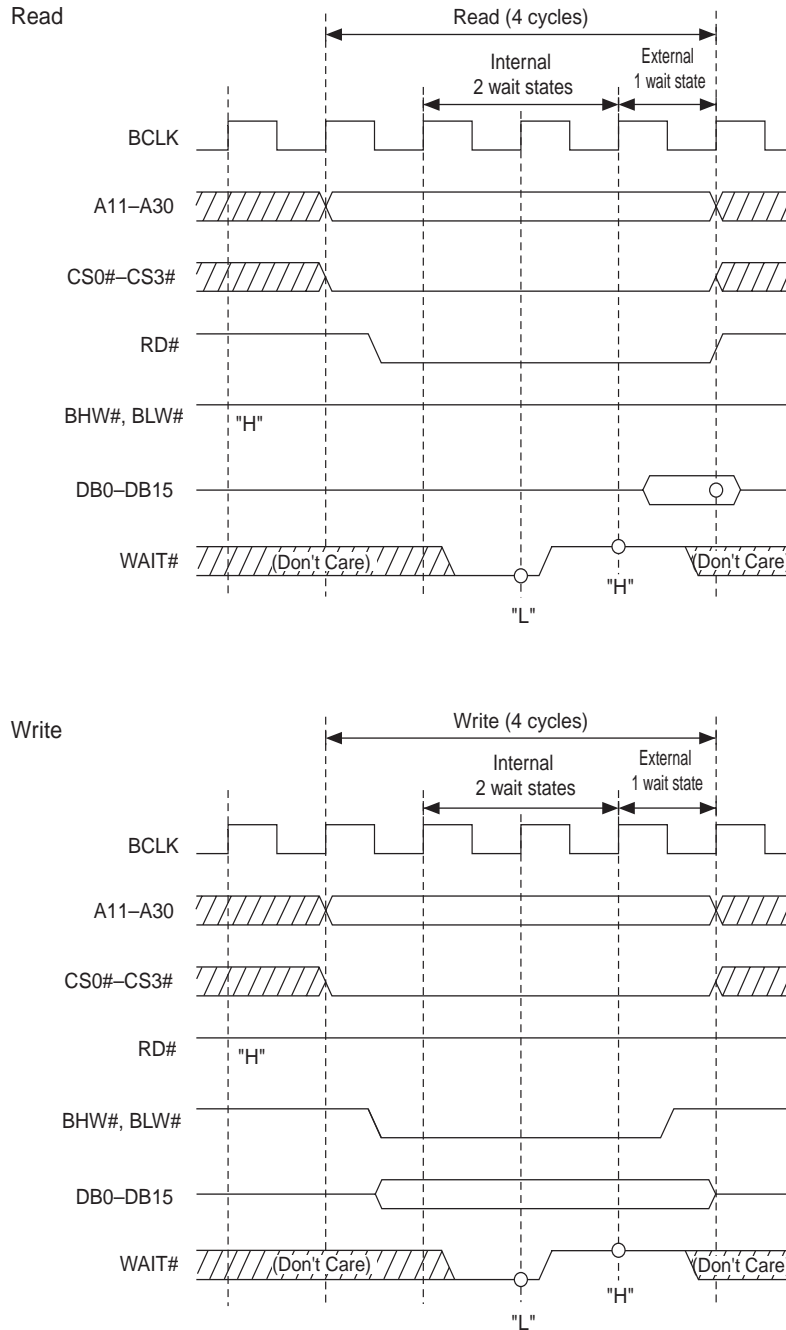 Read
Read (4 cycles)
Internal
2 wait states
External
1 wait state
BCLK
A11–A30
CS0#–CS3#
RD#
BHW#, BLW#
"H"
DB0–DB15
WAIT#
(Don't Care)
(Don't Care)
"L"
"H"
Write
Write (4 cycles)
Internal
2 wait states
External
1 wait state
BCLK
A11–A30
CS0#–CS3#
RD#
"H"
BHW#, BLW#
DB0–DB15
WAIT#
(Don't Care)
(Don't Care
"L"
"H"